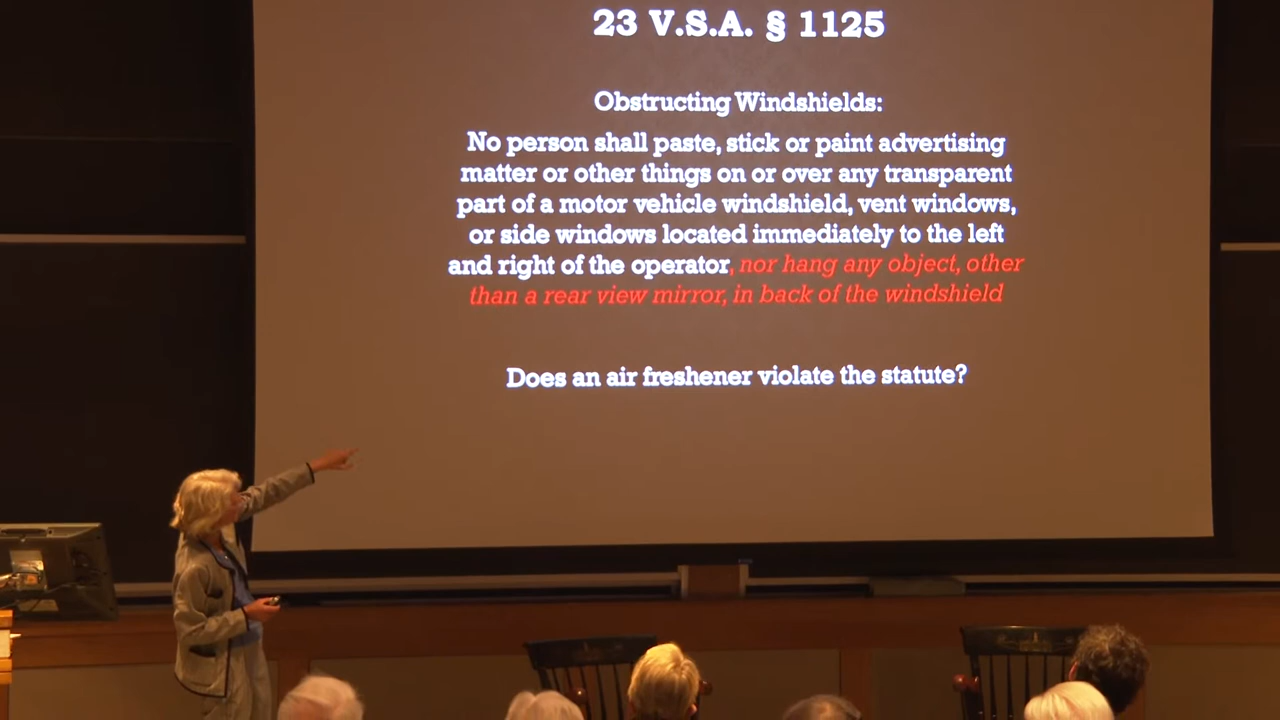 23 V.S.A. § 1125
Obstructing Windshields:
No person shall paste, stick or paint advertising
matter or other things on or over any transparent
part of a motor vehicle windshield, vent windows,
or side windows located immediately to the left
and right of the operator, nor hang any object, other
than a rear view mirror, in back of the windshield
Does an air freshener violate the statute?